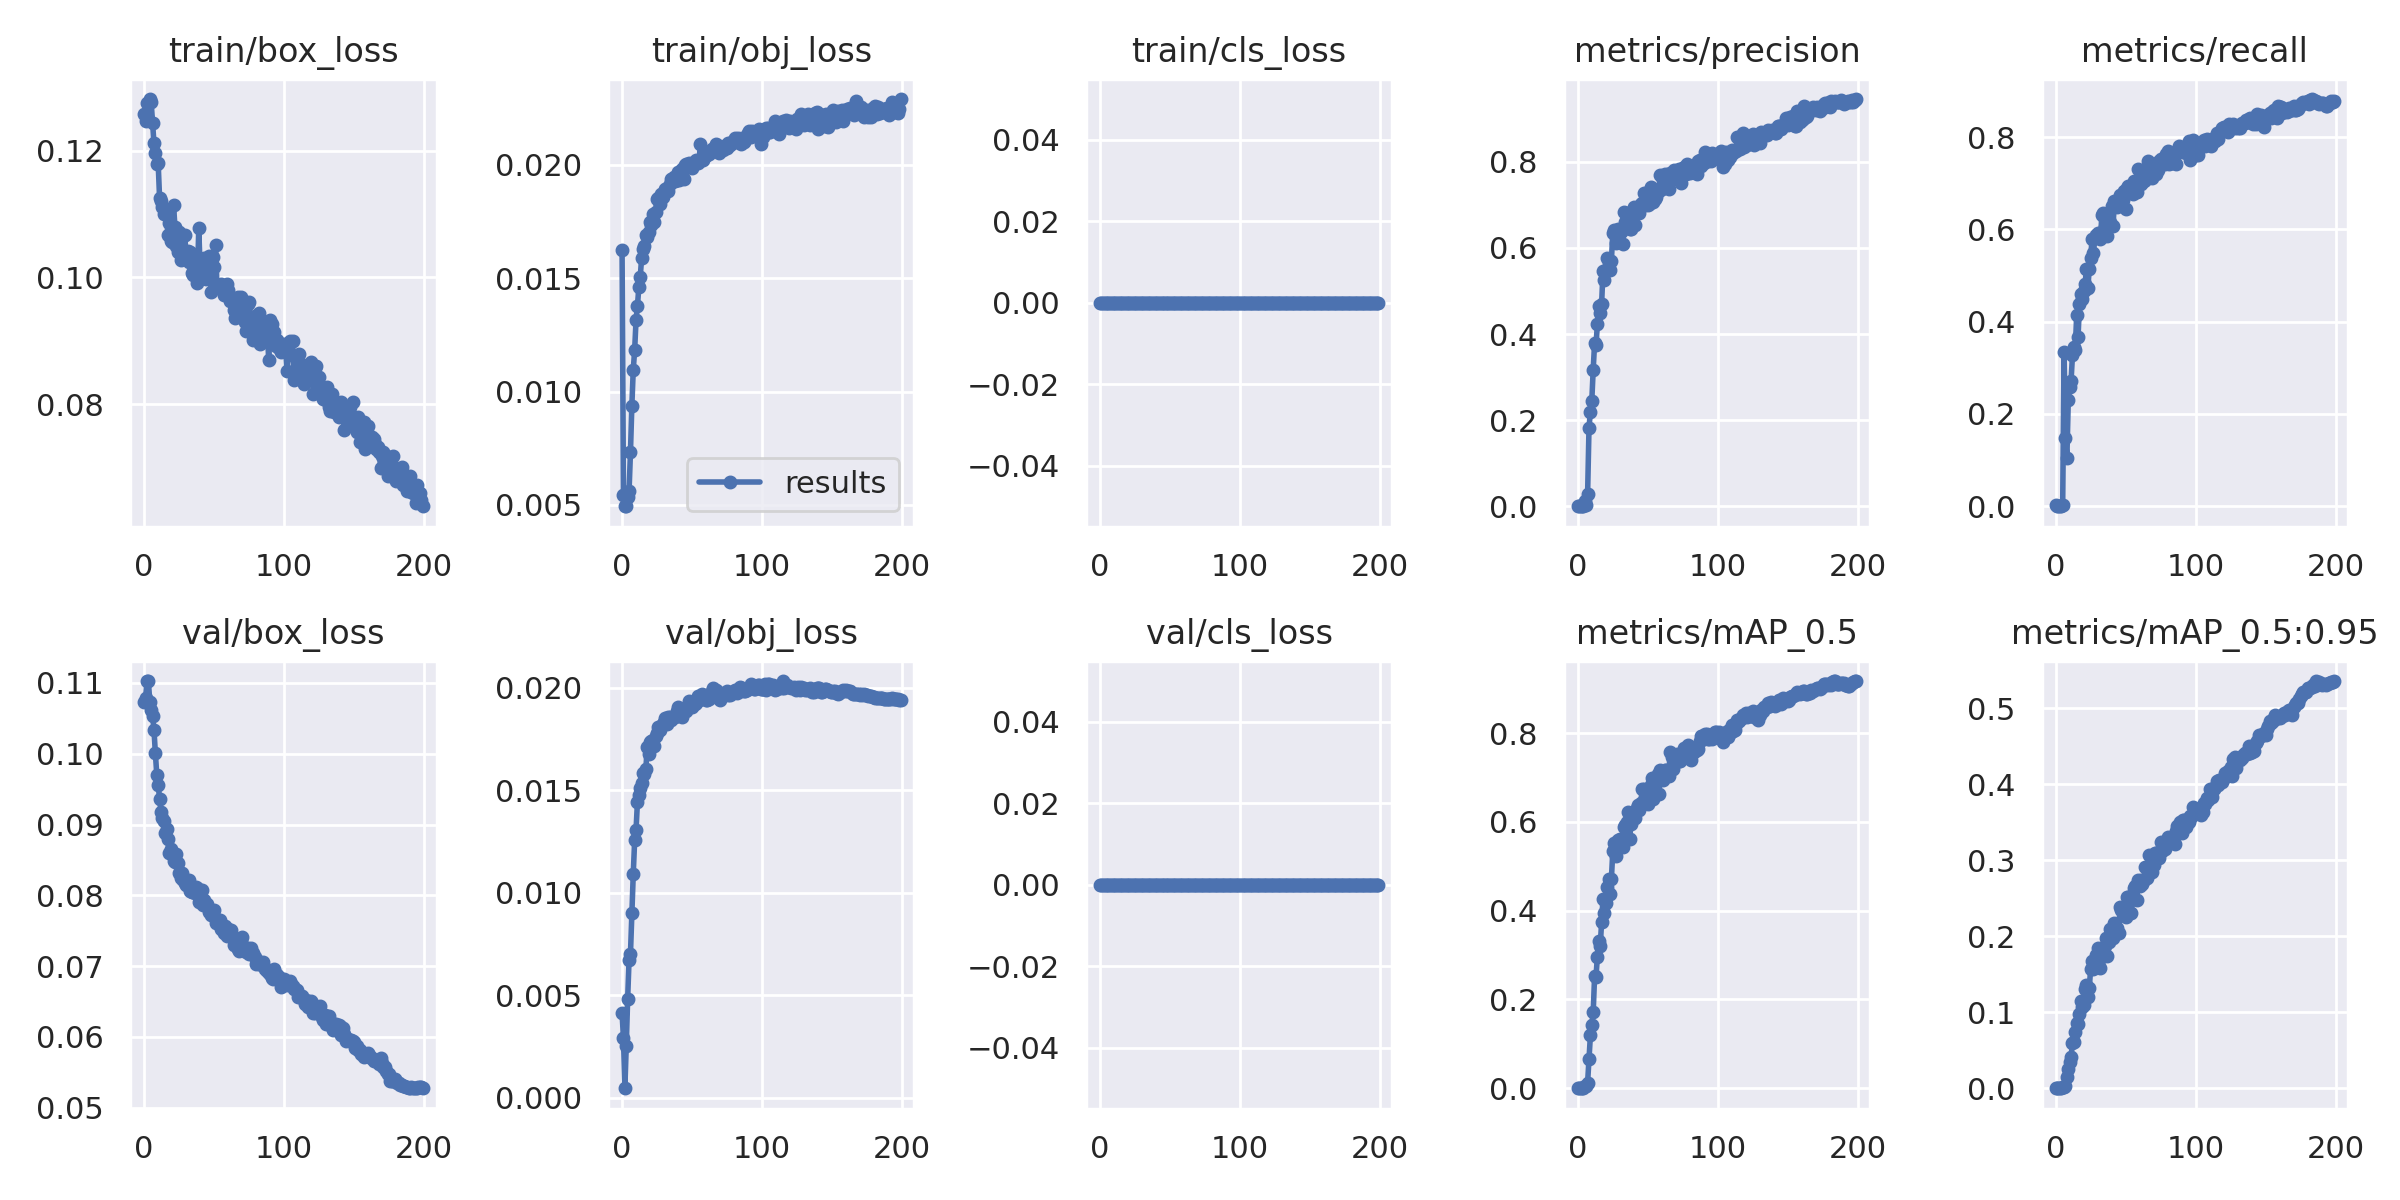 train/box_loss
train/obj_loss
train/cls_loss
metrics/precision
metrics/recall
0.12
0.10
0.08
0 100 200
0.020
0.015
0.010
0.005
results
0 100 200
0.04
0.02
0.00
−0.02
−0.04
0 100 200
0.8
0.6
0.4
0.2
0.0
0 100 200
0.8
0.6
0.4
0.2
0.0
0 100 200
val/box_loss
val/obj_loss
val/cls_loss
metrics/mAP_0.5
metrics/mAP_0.5:0.95
0.11
0.10
0.09
0.08
0.07
0.06
0.05
0 100 200
0.020
0.015
0.010
0.005
0.000
0 100 200
0.04
0.02
0.00
−0.02
−0.04
0 100 200
0.8
0.6
0.4
0.2
0.0
0 100 200
0.5
0.4
0.3
0.2
0.1
0.0
0 100 200